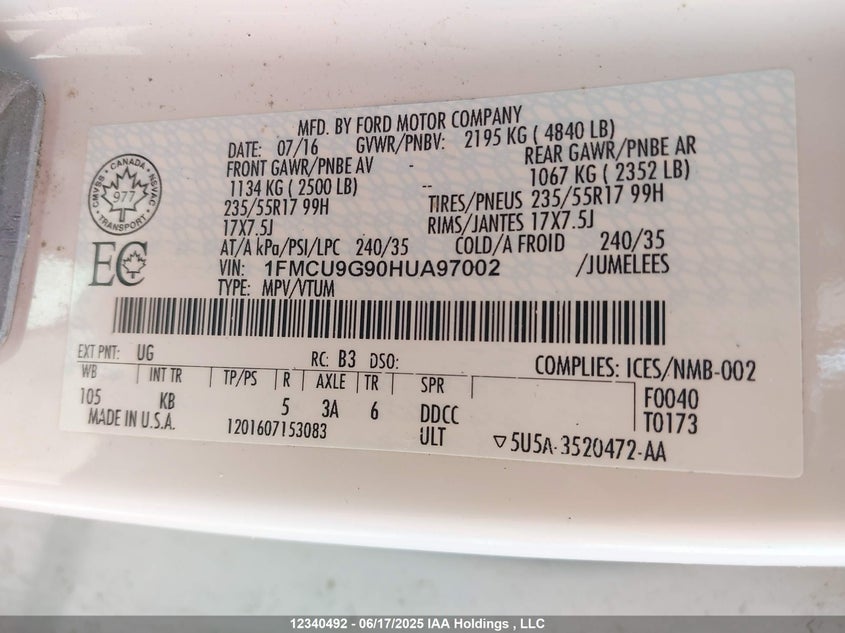 MFD. BY FORD MOTOR COMPANY
DATE: 07/16 GVWR/PNBV: 2195 KG ( 4840 LB)
FRONT GAWR/PNBE AV - REAR GAWR/PNBE AR
1134 KG ( 2500 LB) -- 1067 KG ( 2352 LB)
235/55R17 99H TIRES/PNEUS 235/55R17 99H
17X7.5J RIMS/JANTES 17X7.5J
AT/A kPa/PSI/LPC 240/35 COLD/A FROID 240/35
VIN: 1FMCU9G90HUA97002 /JUMELEES
TYPE: MPV/VTUM
CANADA
CMVSS NSVAC
977
TRANSPORT
EC
EXT PNT: UG RC: B3 DSO: COMPLIES: ICES/NMB-002
WB INT TR TP/PS R AXLE TR SPR F0040
105 KB 5 3A 6 DDCC T0173
MADE IN U.S.A. 1201607153083 ULT ▽5U5A-3520472-AA
12340492 - 06/17/2025 IAA Holdings , LLC